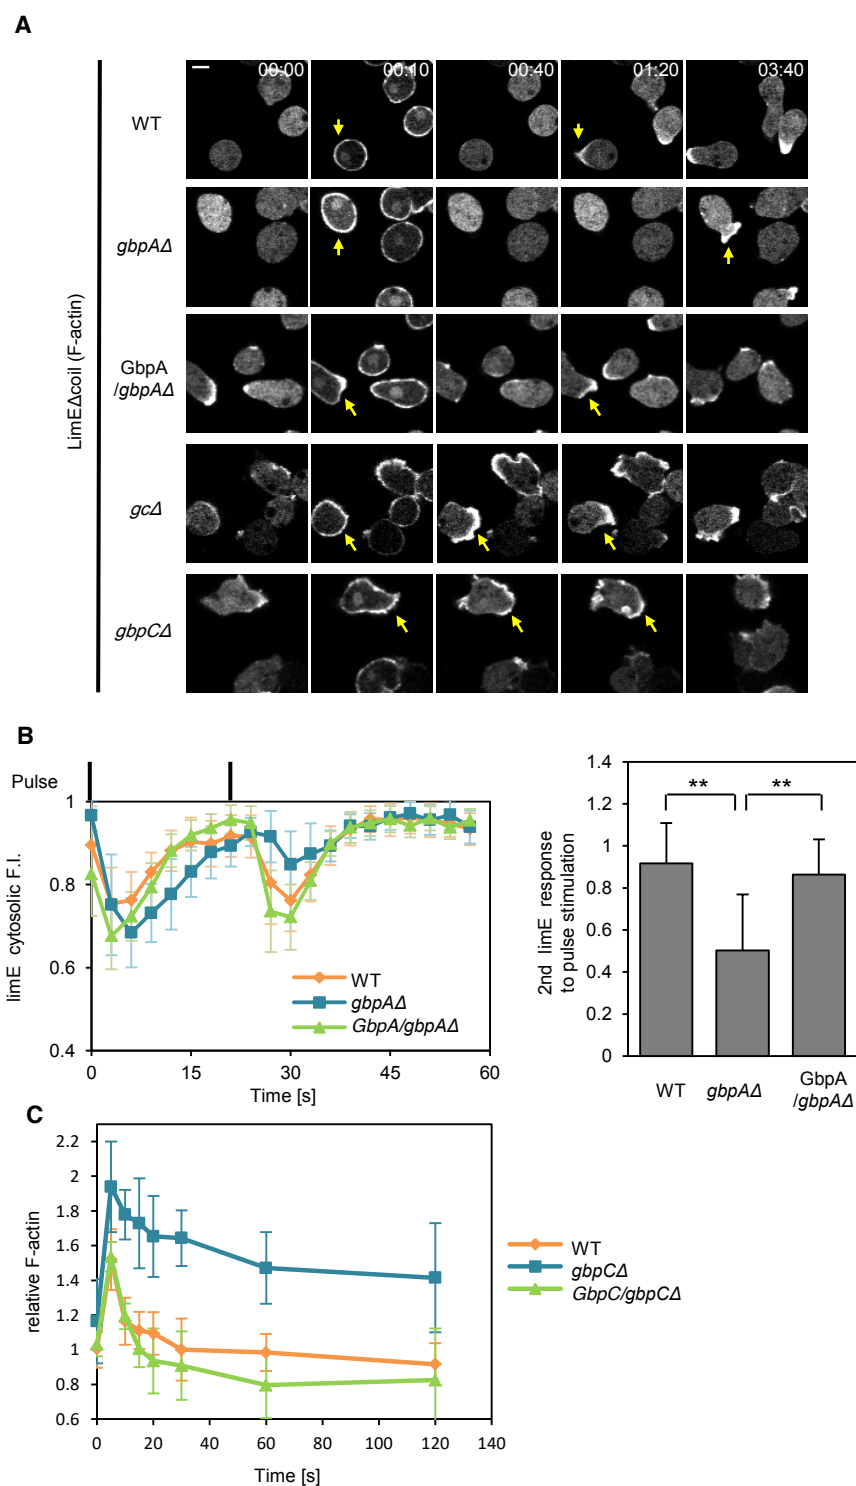 A
00:00 00:10 00:40 01:20 03:40
WT
gbpAΔ
GbpA
/gbpAΔ
gcΔ
gbpCΔ
LimEΔcoil (F-actin)
B
Pulse
1
0.8
0.6
0.4
0 15 30 45 60
limE cytosolic F.I.
Time [s]
WT
gbpAΔ
GbpA/gbpAΔ
1.4
1.2
1
0.8
0.6
0.4
0.2
0
2nd limE response
to pulse stimulation
** **
WT gbpAΔ GbpA
/gbpAΔ
C
2.2
2
1.8
1.6
1.4
1.2
1
0.8
0.6
0 20 40 60 80 100 120 140
relative F-actin
Time [s]
WT
gbpCΔ
GbpC/gbpCΔ